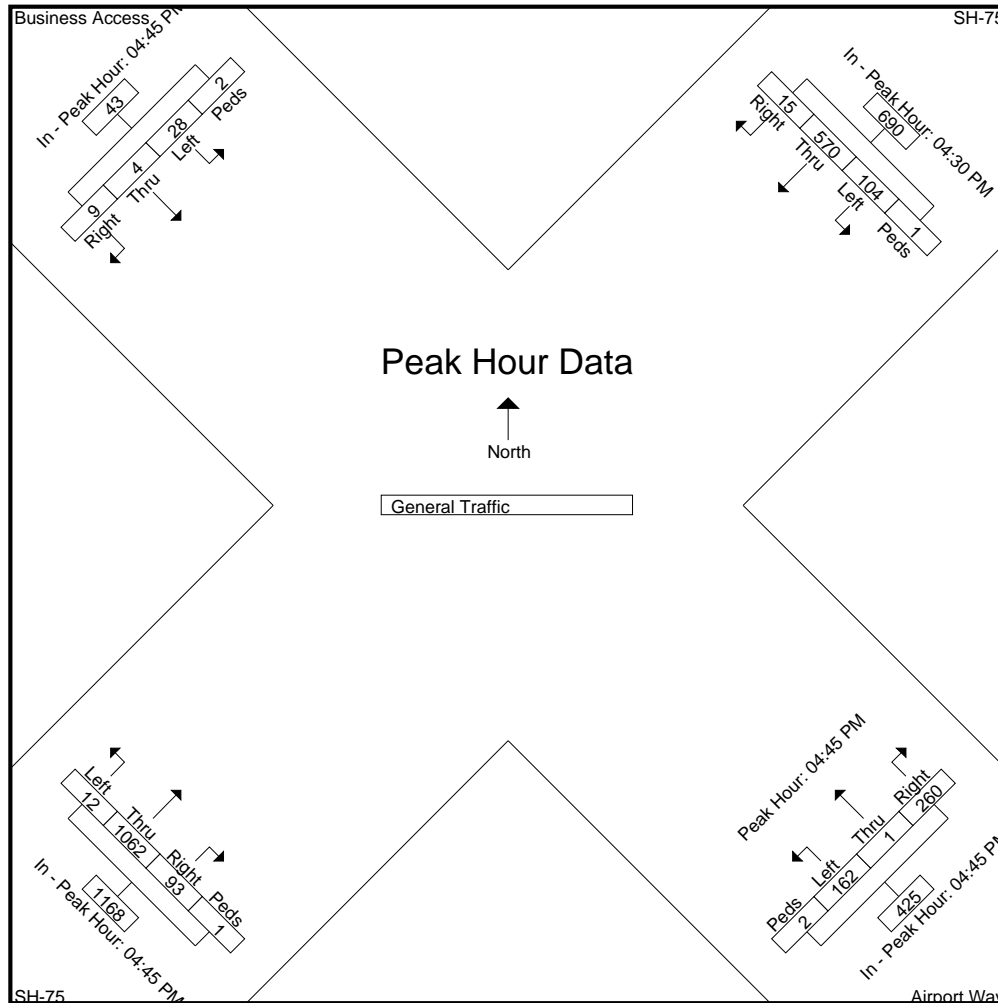 Business Access
SH-75
In - Peak Hour: 04:45 PM
43
2
28
4
9
Peds
Left
Thru
Right
In - Peak Hour: 04:30 PM
690
15
570
104
1
Right
Thru
Left
Peds
Peak Hour Data
North
General Traffic
Left
Thru
Right
Peds
12
1062
93
1
1168
In - Peak Hour: 04:45 PM
SH-75
Peak Hour: 04:45 PM
Right
Thru
Left
Peds
260
1
162
2
425
In - Peak Hour: 04:45 PM
Airport Way